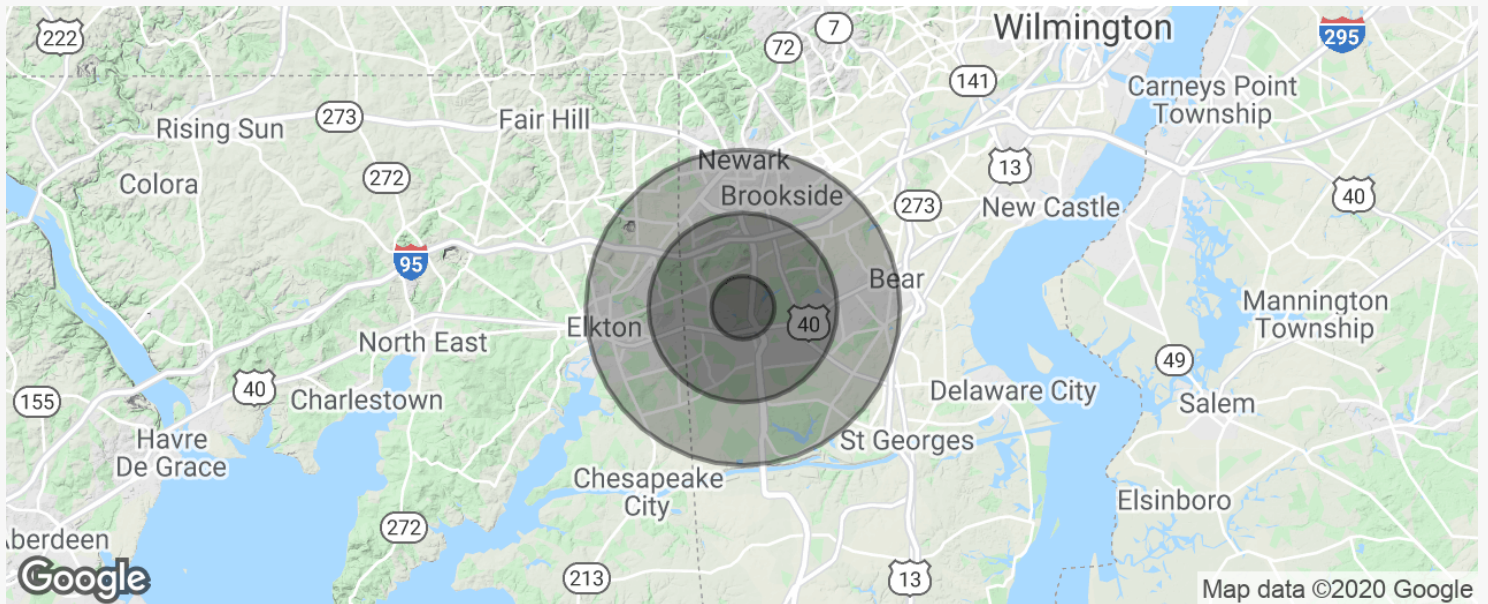 222
7
Wilmington
295
72
141
Carneys Point
Township
273
Fair Hill
Rising Sun
Newark
13
272
Colora
Brookside
40
273
New Castle
95
Bear
Mannington
Township
Elkton
40
North East
49
155
40
Charlestown
Delaware City
Salem
Havre
De Grace
St Georges
Chesapeake
City
Elsinboro
272
berdeen
213
13
Google
Map data ©2020 Google